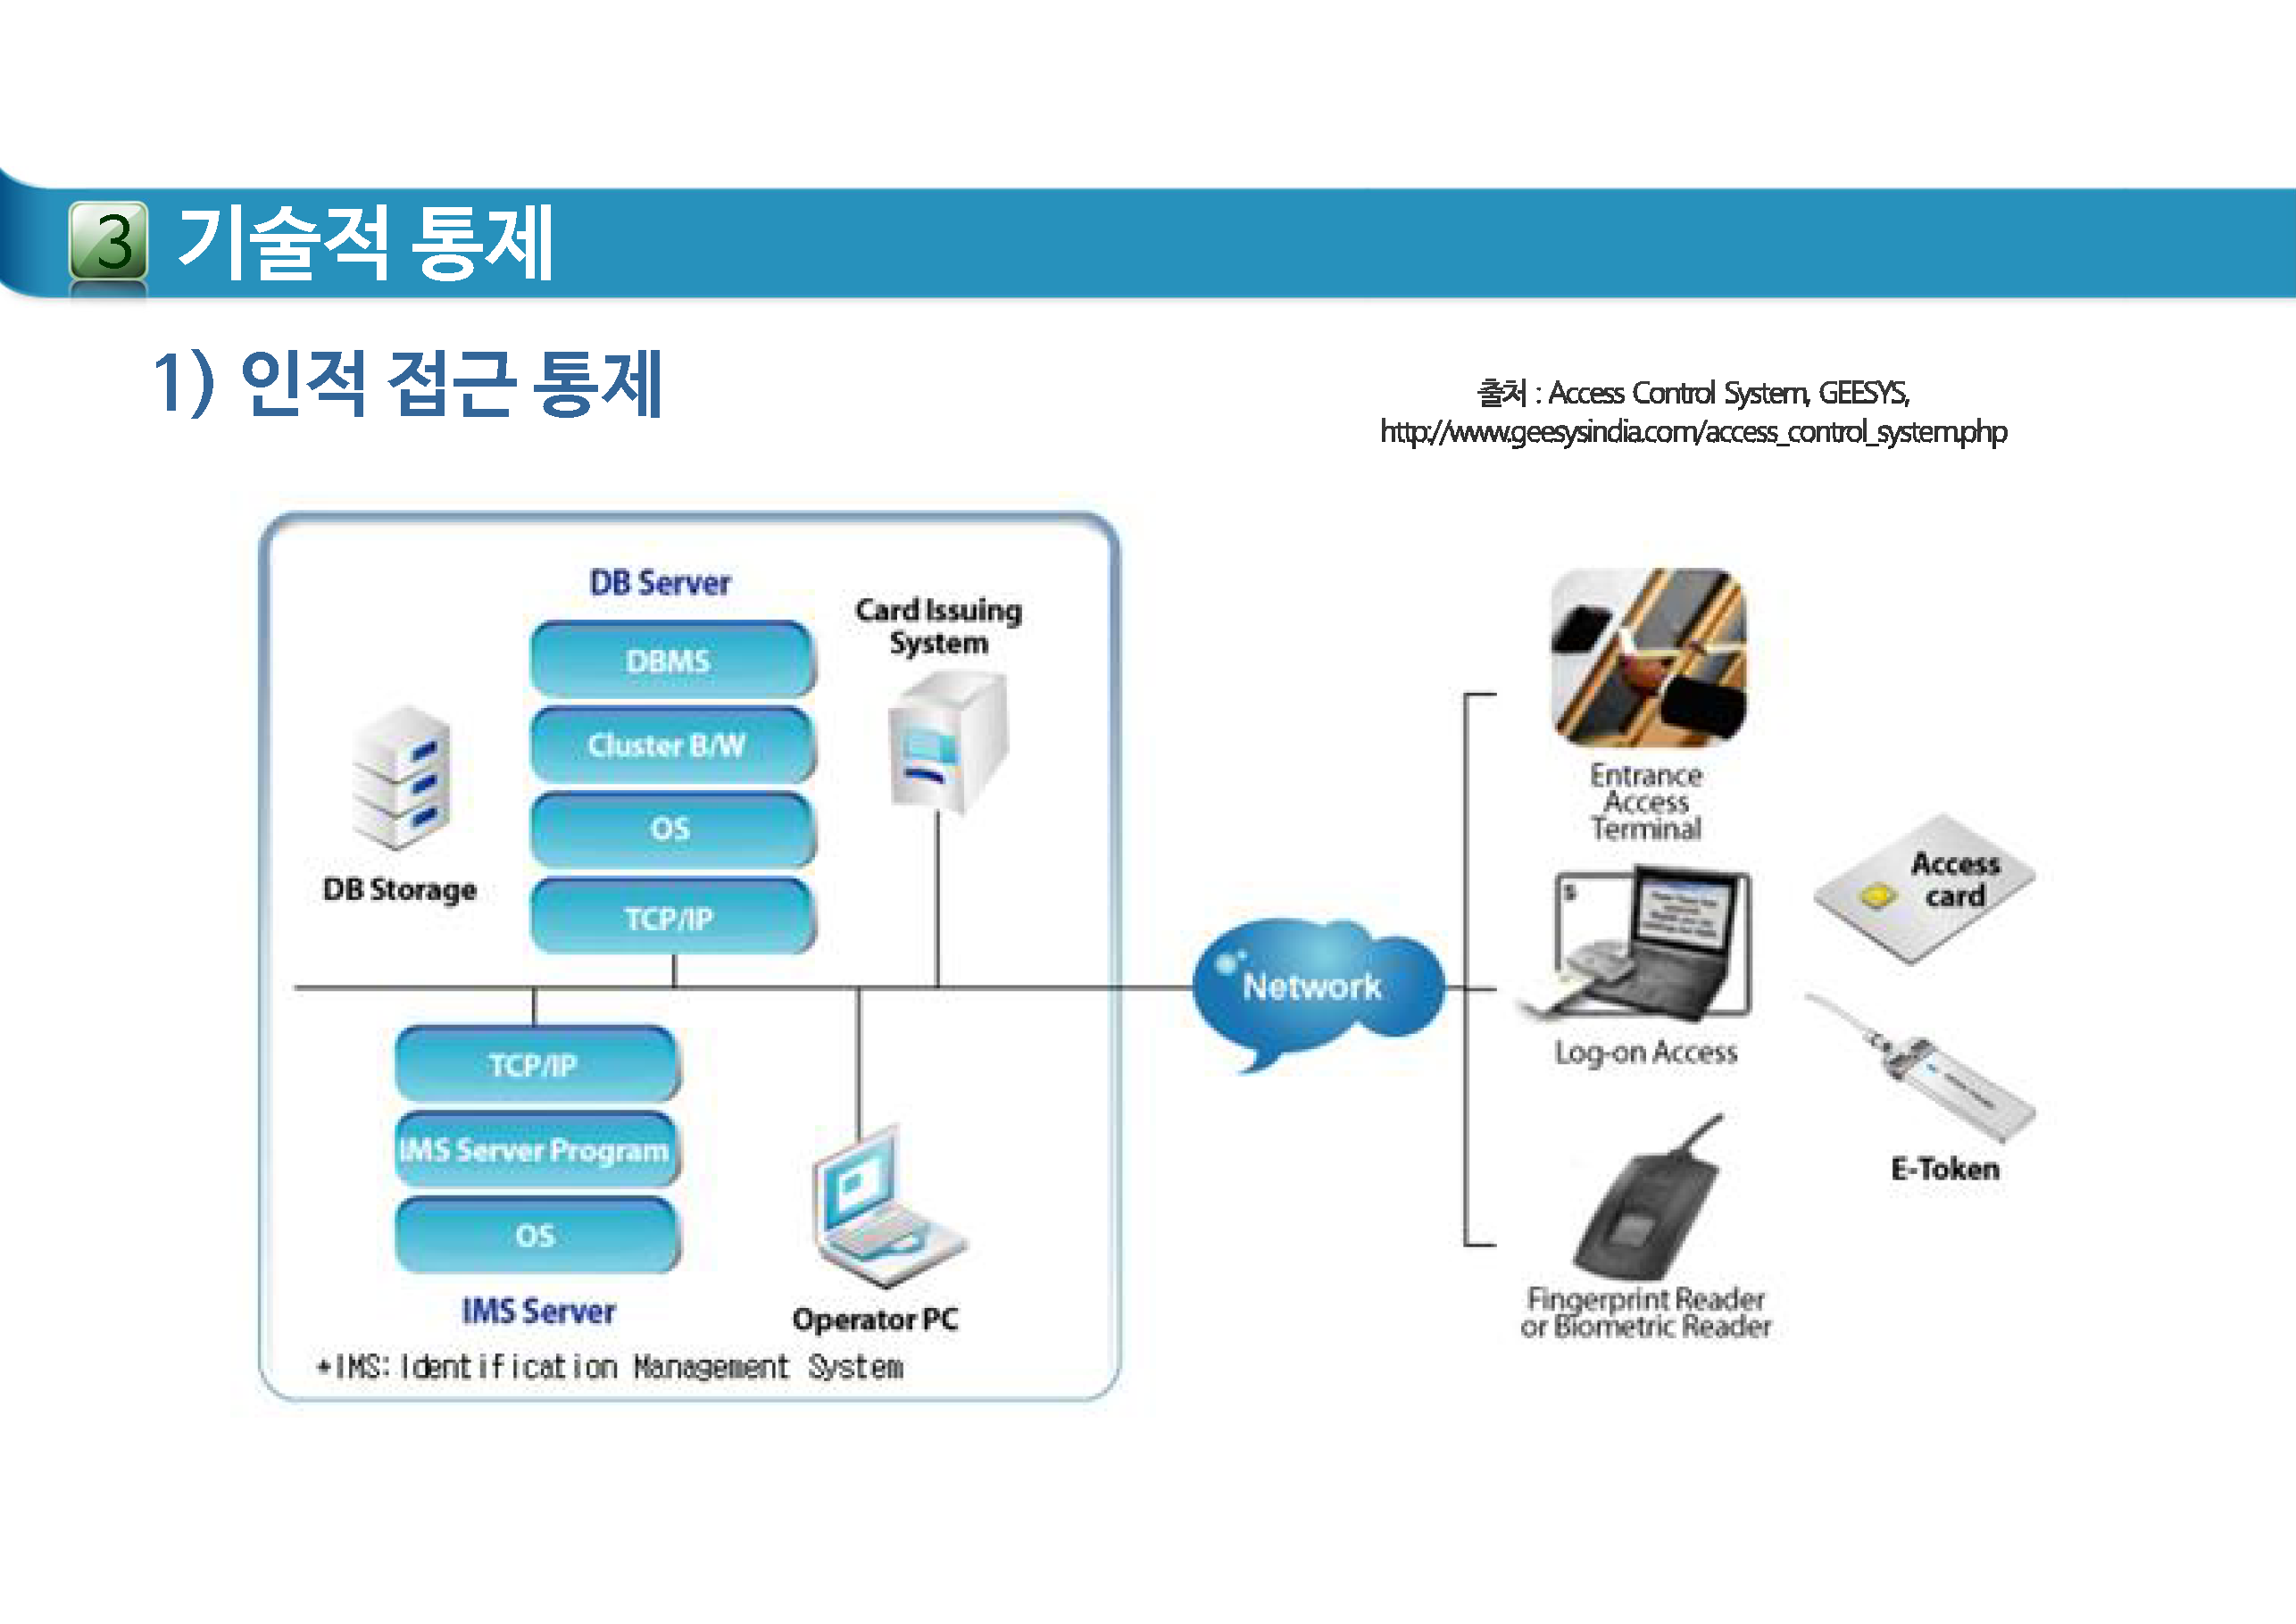 3 기술적 통제
1) 인적 접근 통제
출처 : Access Control System, GEESYS,
http://www.geesysindia.com/access_control_system.php
DB Server
DBMS
Cluster B/W
OS
TCP/IP
Card Issuing
System
DB Storage
TCP/IP
IMS Server Program
OS
IMS Server
Operator PC
*IMS: Identification Management System
Network
Entrance
Access
Terminal
Log-on Access
Fingerprint Reader
or Biometric Reader
Access
card
E-Token